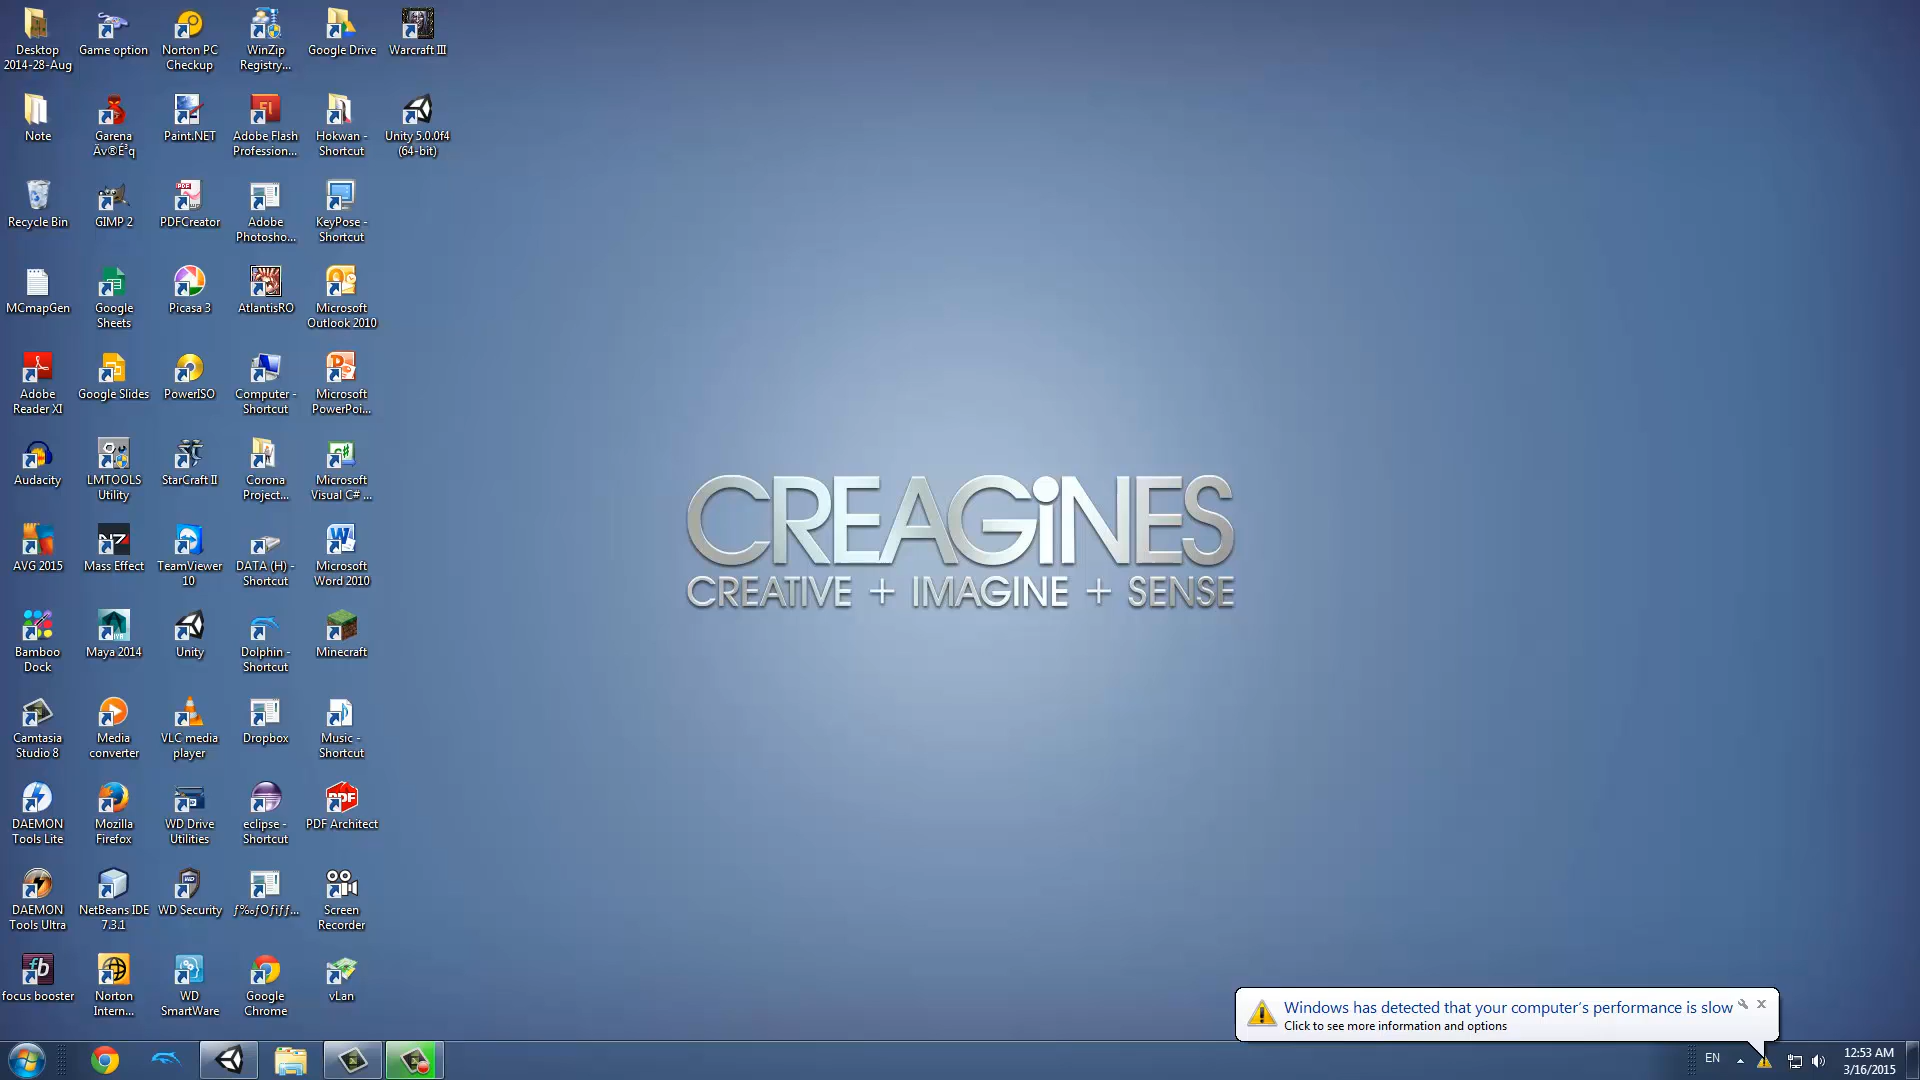 Desktop
2014-28-Aug
Game option
Norton PC
Checkup
WinZip
Registry...
Google Drive
Warcraft III
Note
Garena
Äv®É³q
Paint.NET
Adobe Flash
Profession...
Hokwan -
Shortcut
Unity 5.0.0f4
(64-bit)
Recycle Bin
GIMP 2
PDFCreator
Adobe
Photosho...
KeyPose -
Shortcut
MCmapGen
Google
Sheets
Picasa 3
AtlantisRO
Microsoft
Outlook 2010
Adobe
Reader XI
Google Slides
PowerISO
Computer -
Shortcut
Microsoft
PowerPoi...
Audacity
LMTOOLS
Utility
StarCraft II
Corona
Project...
Microsoft
Visual C# ...
AVG 2015
Mass Effect
TeamViewer
10
DATA (H) -
Shortcut
Microsoft
Word 2010
Bamboo
Dock
Maya 2014
Unity
Dolphin -
Shortcut
Minecraft
Camtasia
Studio 8
Media
converter
VLC media
player
Dropbox
Music -
Shortcut
DAEMON
Tools Lite
Mozilla
Firefox
WD Drive
Utilities
eclipse -
Shortcut
PDF Architect
DAEMON
Tools Ultra
NetBeans IDE
7.3.1
WD Security
Screen
Recorder
focus booster
Norton
Intern...
WD
SmartWare
Google
Chrome
vLan
CREAGiNES
CREATIVE + IMAGINE + SENSE
Windows has detected that your computer's performance is slow
Click to see more information and options
EN
12:53 AM
3/16/2015